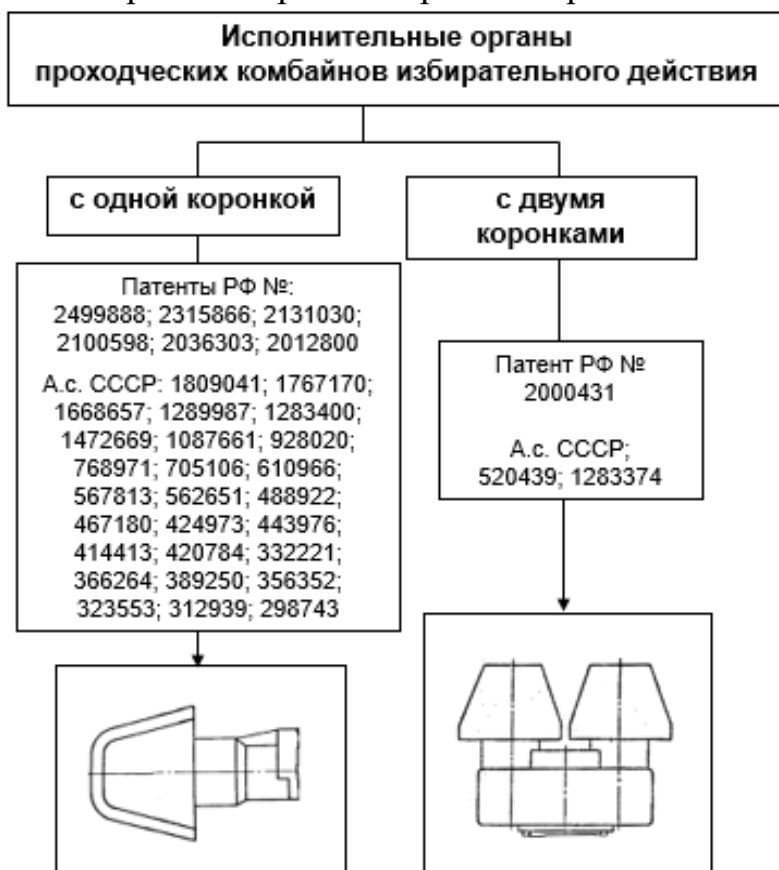 Исполнительные органы
проходческих комбайнов избирательного действия
с одной коронкой
с двумя
коронками
Патенты РФ №:
2499888; 2315866; 2131030;
2100598; 2036303; 2012800
А.с. СССР: 1809041; 1767170;
1668657; 1289987; 1283400;
1472669; 1087661; 928020;
768971; 705106; 610966;
567813; 562651; 488922;
467180; 424973; 443976;
414413; 420784; 332221;
366264; 389250; 356352;
323553; 312939; 298743
Патент РФ №
2000431
А.с. СССР;
520439; 1283374